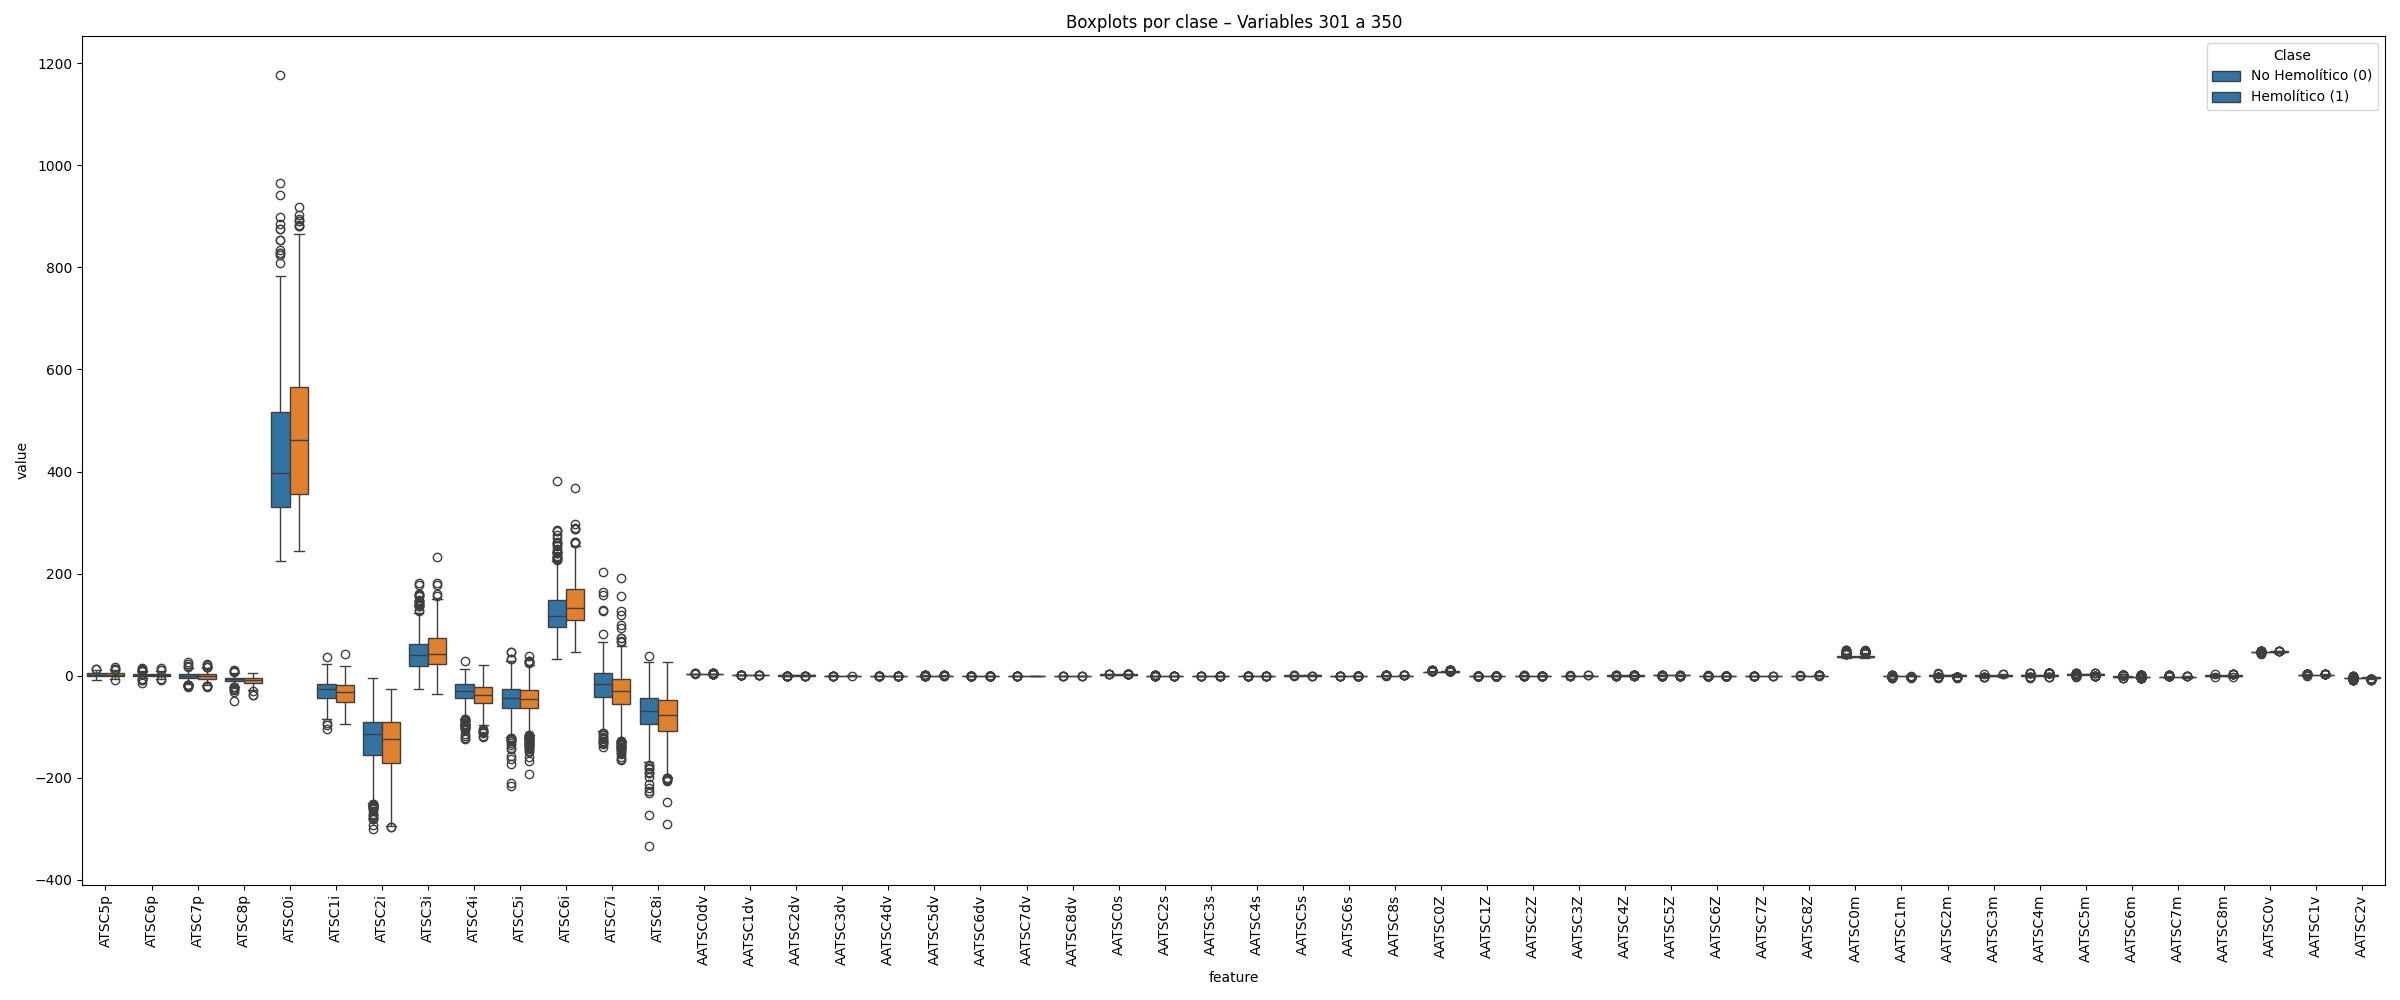 Boxplots por clase – Variables 301 a 350
Clase
No Hemolítico (0)
Hemolítico (1)
value
1200
1000
800
600
400
200
0
−200
−400
ATSC5p
ATSC6p
ATSC7p
ATSC8p
ATSC0i
ATSC1i
ATSC2i
ATSC3i
ATSC4i
ATSC5i
ATSC6i
ATSC7i
ATSC8i
AATSC0dv
AATSC1dv
AATSC2dv
AATSC3dv
AATSC4dv
AATSC5dv
AATSC6dv
AATSC7dv
AATSC8dv
AATSC0s
AATSC2s
AATSC3s
AATSC4s
AATSC5s
AATSC6s
AATSC8s
AATSC0Z
AATSC1Z
AATSC2Z
AATSC3Z
AATSC4Z
AATSC5Z
AATSC6Z
AATSC7Z
AATSC8Z
AATSC0m
AATSC1m
AATSC2m
AATSC3m
AATSC4m
AATSC5m
AATSC6m
AATSC7m
AATSC8m
AATSC0v
AATSC1v
AATSC2v
feature